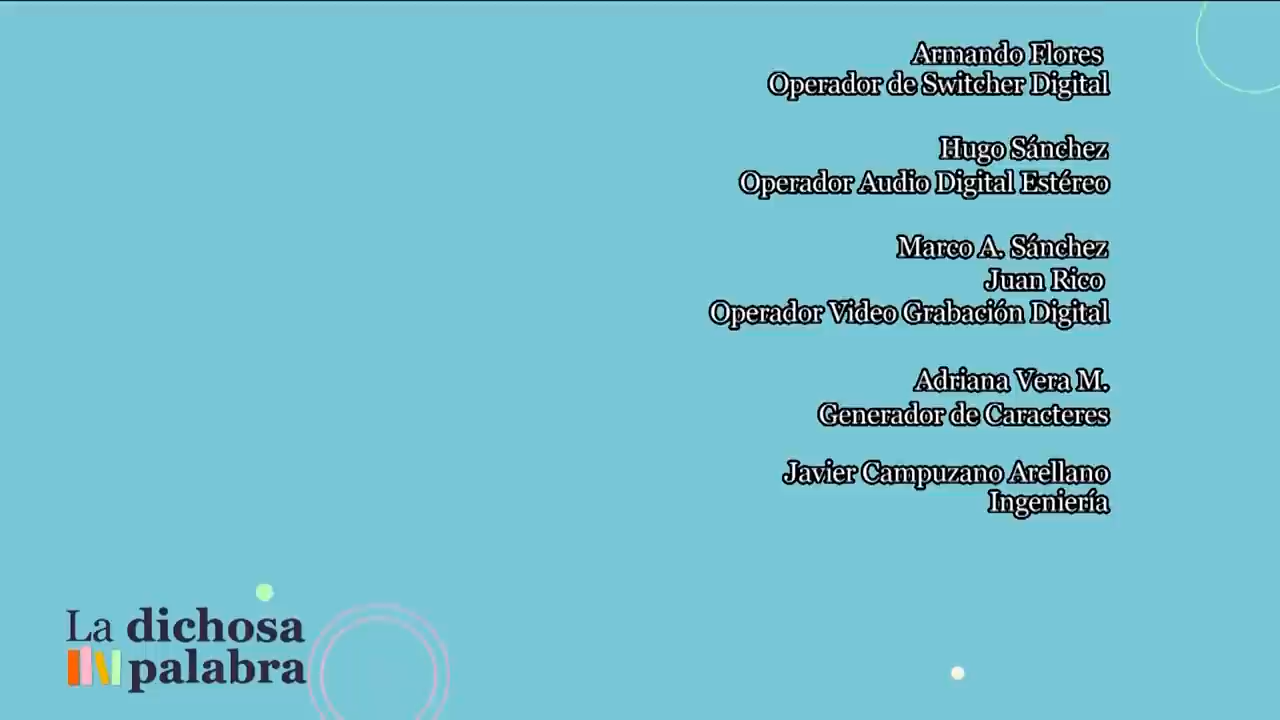 Armando Flores
Operador de Switcher Digital
Hugo Sánchez
Operador Audio Digital Estéreo
Marco A. Sánchez
Juan Rico
Operador Video Grabación Digital
Adriana Vera M.
Generador de Caracteres
Javier Campuzano Arellano
Ingeniería
La dichosa
palabra